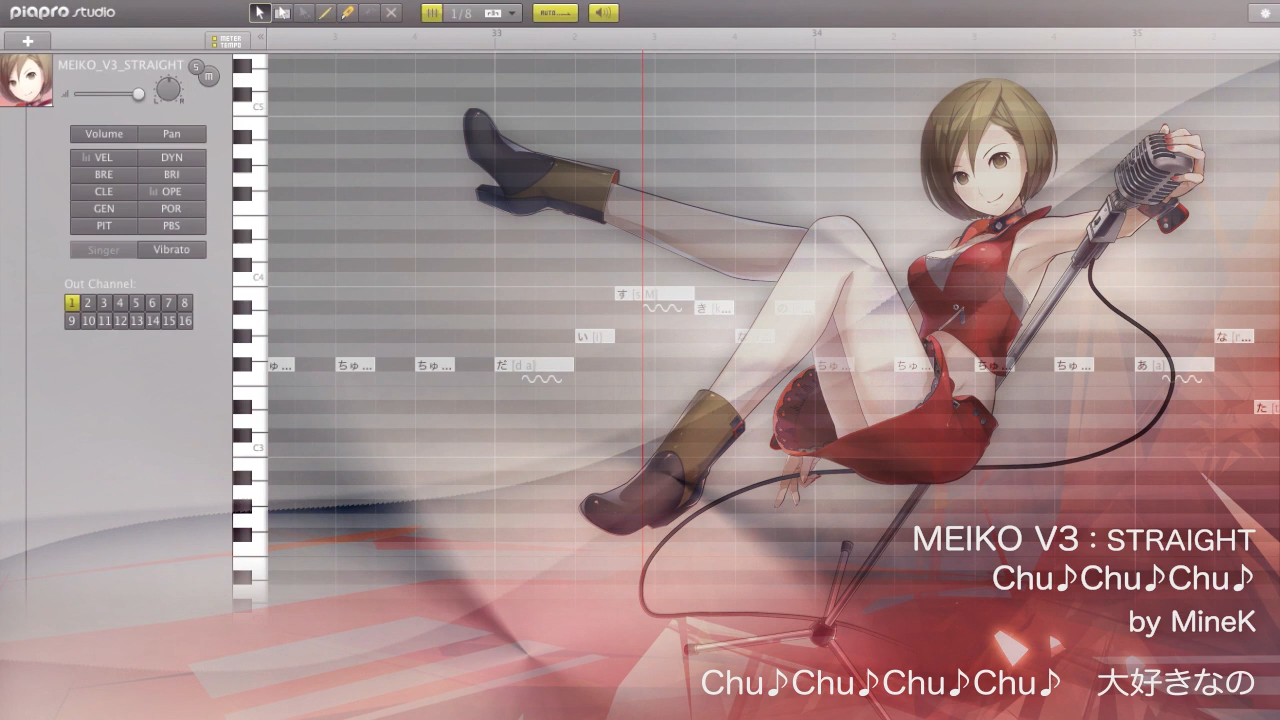 piapro studio
1/8
AUTO
METER
TEMPO
33
34
35
MEIKO_V3_STRAIGHT
S
m
L R
Volume Pan
VEL DYN
BRE BRI
CLE OPE
GEN POR
PIT PBS
Singer Vibrato
Out Channel:
1 2 3 4 5 6 7 8
9 10 11 12 13 14 15 16
C5
C4
す [s M]
き [k...
い [i]
な [r...
ゅ ...
ちゅ ...
ちゅ ...
だ [d a]
ちゅ ...
ちゅ ...
ちゅ ...
ちゅ ...
あ [a]
た [t
C3
MEIKO V3 : STRAIGHT
Chu♪Chu♪Chu♪
by MineK
Chu♪Chu♪Chu♪Chu♪ 大好きなの